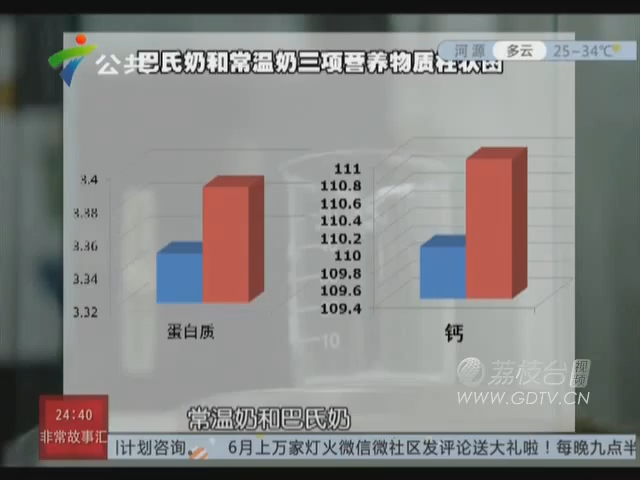 公共
河源 多云 25-34℃
巴氏奶和常温奶三项营养物质柱状图
3.4
3.38
3.36
3.34
3.32
蛋白质
111
110.8
110.6
110.4
110.2
110
109.8
109.6
109.4
钙
10
荔枝台视频
www.GDTV.CN
常温奶和巴氏奶
24:40
非常故事汇
计划咨询。
6月上万家灯火微信微社区发评论送大礼啦！每晚九点半